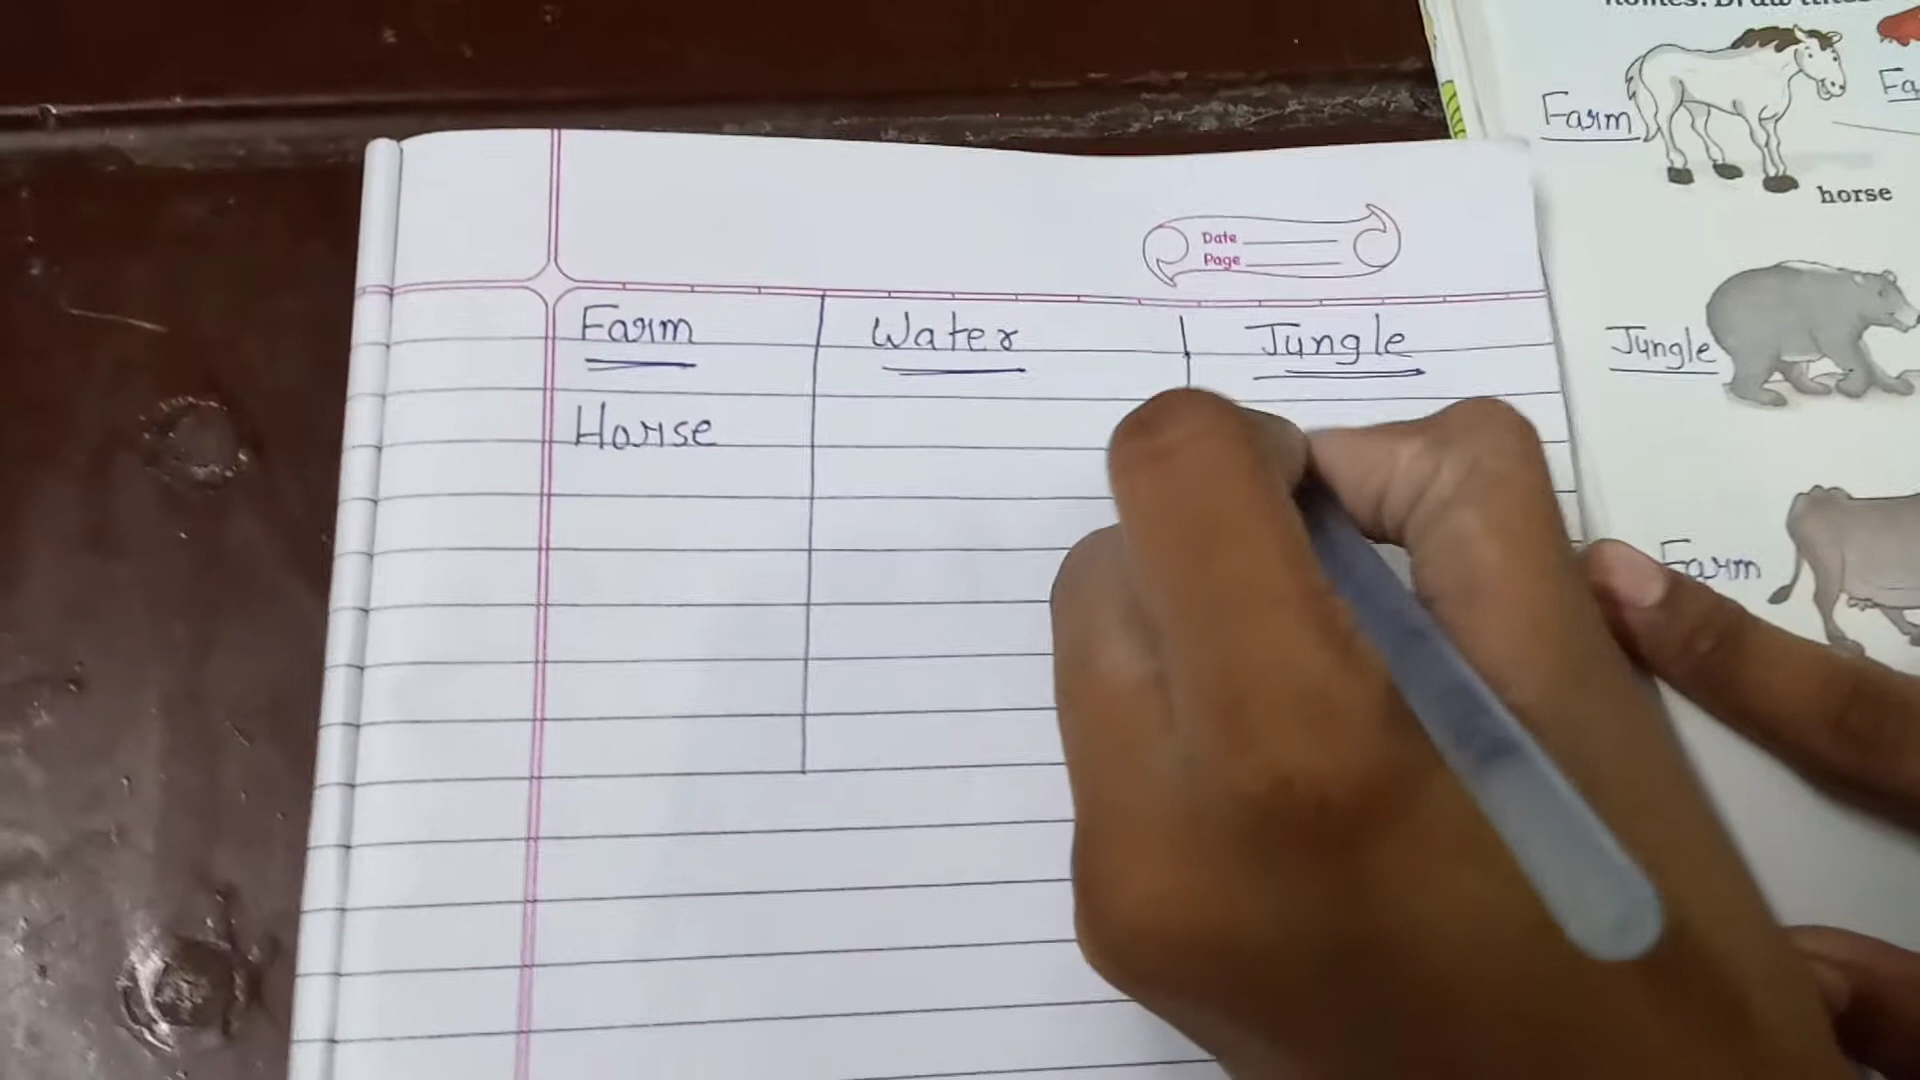 Date
Page
Farm Water Jungle
Horse
Farm
horse
Jungle
Farm